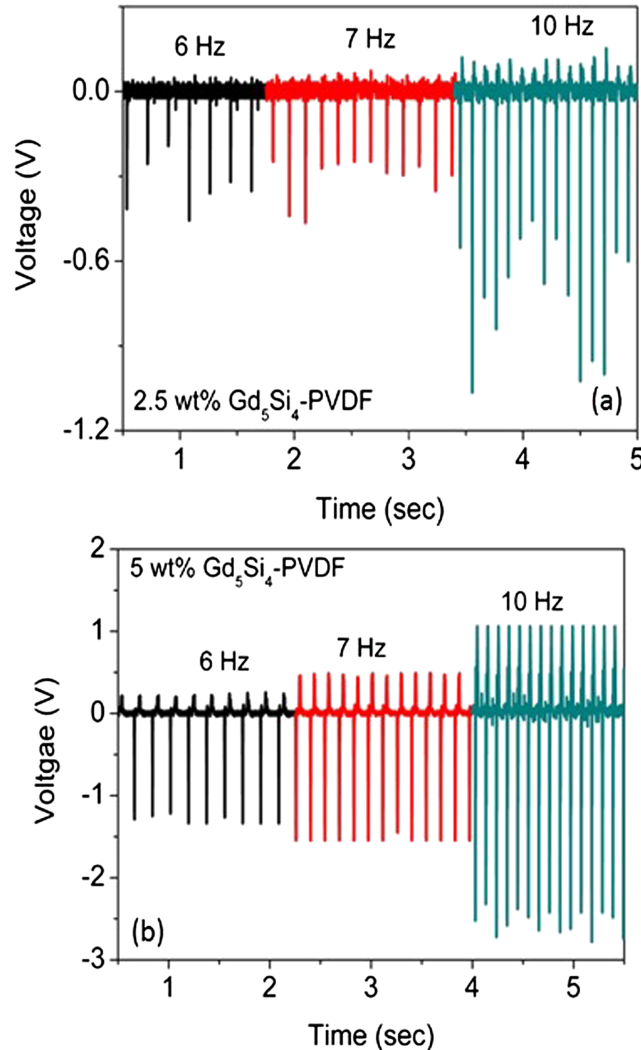 6 Hz
7 Hz
10 Hz
0.0
-0.6
-1.2
Voltage (V)
2.5 wt% Gd₅Si₄-PVDF
(a)
1
2
3
4
5
Time (sec)
5 wt% Gd₅Si₄-PVDF
6 Hz
7 Hz
10 Hz
2
1
0
-1
-2
-3
Voltgae (V)
(b)
1
2
3
4
5
Time (sec)